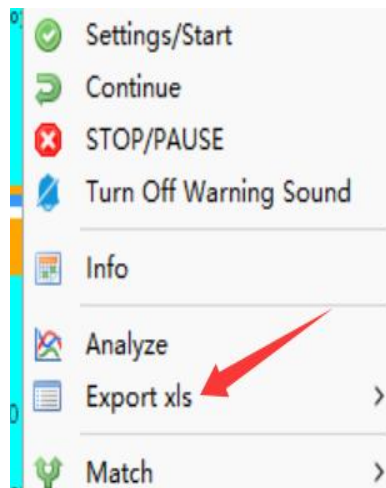 Settings/Start
Continue
STOP/PAUSE
Turn Off Warning Sound
Info
Analyze
Export xls
Match